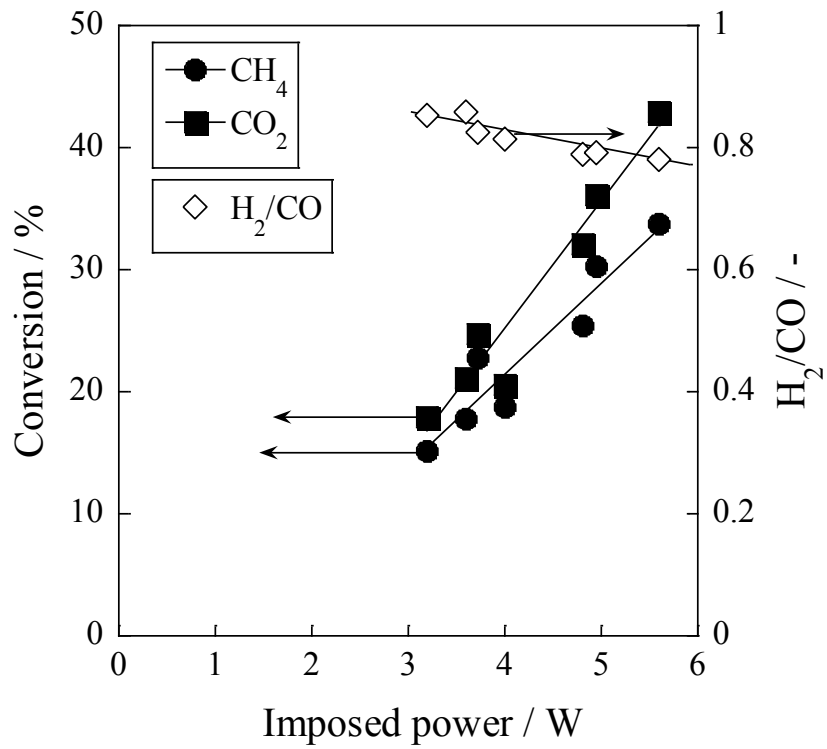 50
40
30
20
10
0
Conversion / %
1
0.8
0.6
0.4
0.2
0
H₂/CO / -
CH₄
CO₂
H₂/CO
0 1 2 3 4 5 6
Imposed power / W